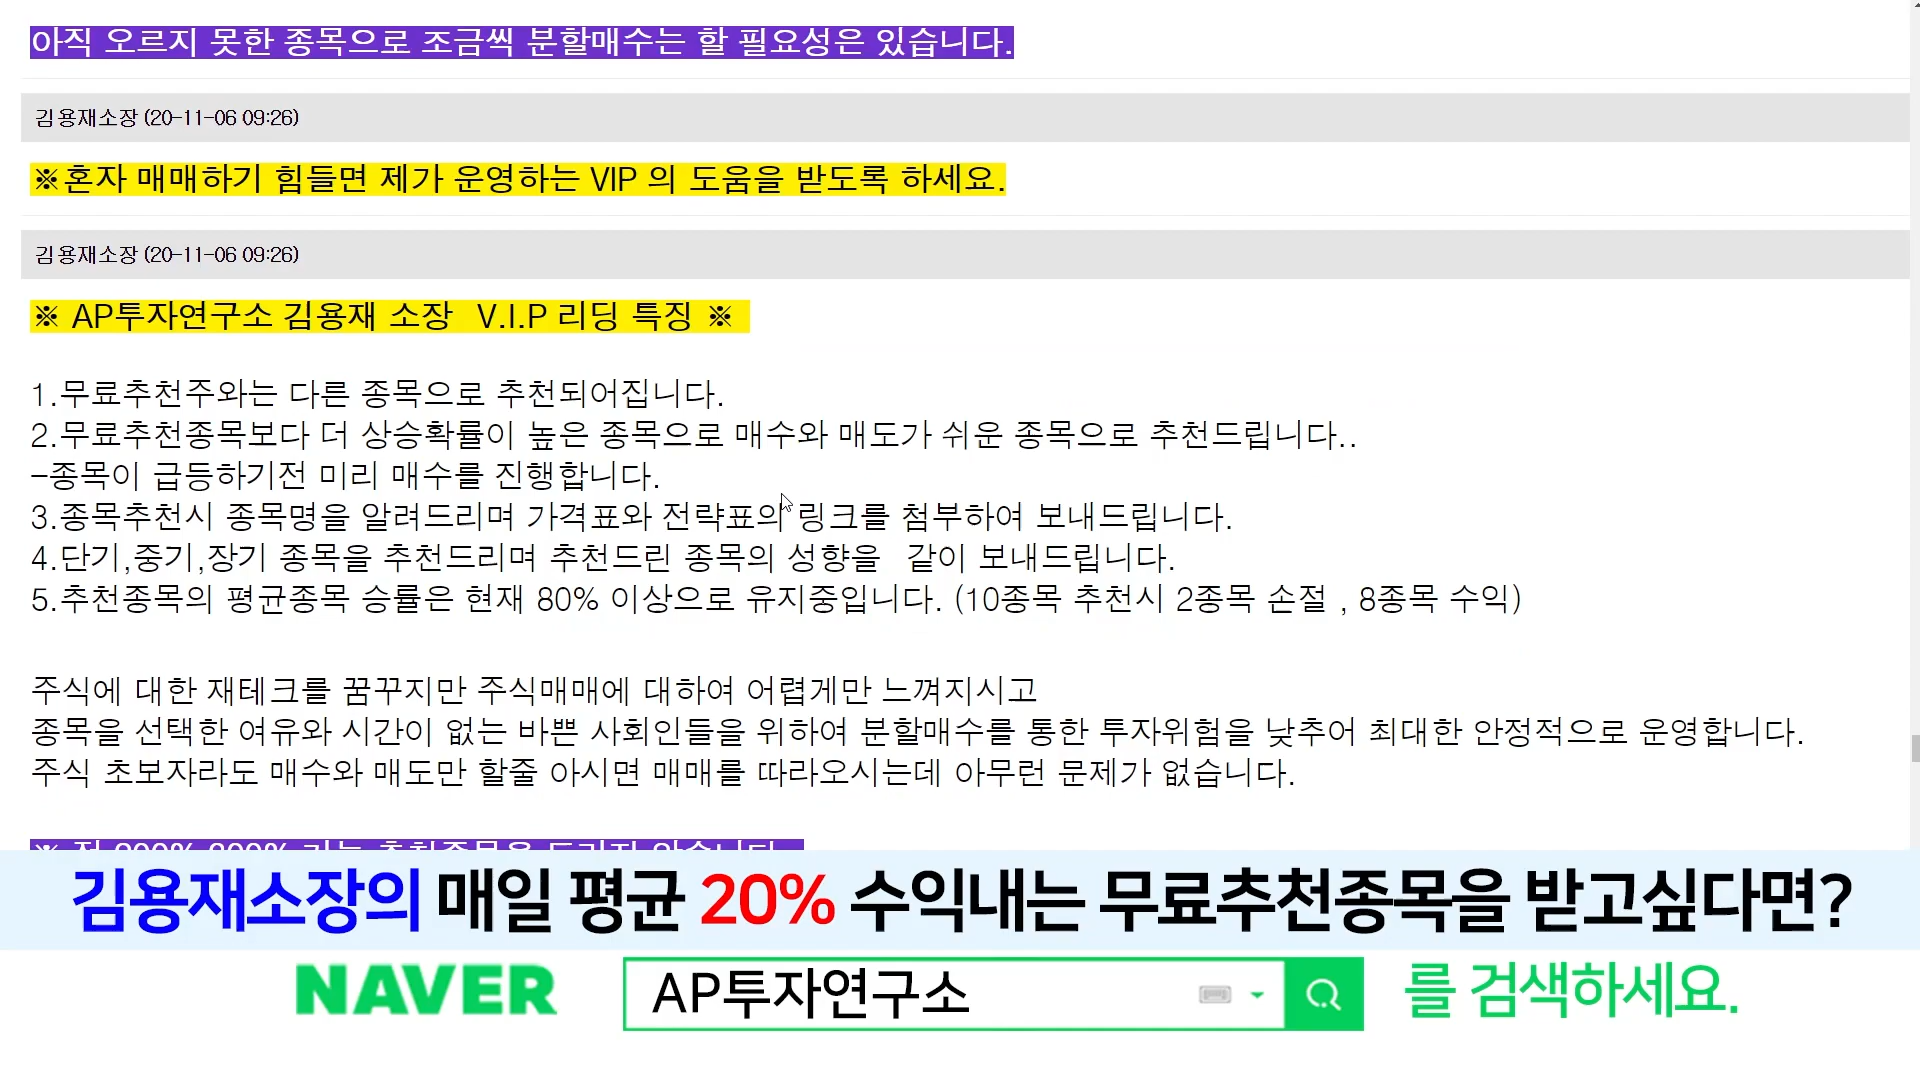 아직 오르지 못한 종목으로 조금씩 분할매수는 할 필요성은 있습니다.
김용재소장 (20-11-06 09:26)
※혼자 매매하기 힘들면 제가 운영하는 VIP 의 도움을 받도록 하세요.
김용재소장 (20-11-06 09:26)
※ AP투자연구소 김용재 소장 V.I.P 리딩 특징 ※
1.무료추천주와는 다른 종목으로 추천되어집니다.
2.무료추천종목보다 더 상승확률이 높은 종목으로 매수와 매도가 쉬운 종목으로 추천드립니다..
-종목이 급등하기전 미리 매수를 진행합니다.
3.종목추천시 종목명을 알려드리며 가격표와 전략표의 링크를 첨부하여 보내드립니다.
4.단기,중기,장기 종목을 추천드리며 추천드린 종목의 성향을 같이 보내드립니다.
5.추천종목의 평균종목 승률은 현재 80% 이상으로 유지중입니다. (10종목 추천시 2종목 손절 , 8종목 수익)
주식에 대한 재테크를 꿈꾸지만 주식매매에 대하여 어렵게만 느껴지시고
종목을 선택한 여유와 시간이 없는 바쁜 사회인들을 위하여 분할매수를 통한 투자위험을 낮추어 최대한 안정적으로 운영합니다.
주식 초보자라도 매수와 매도만 할줄 아시면 매매를 따라오시는데 아무런 문제가 없습니다.
김용재소장의 매일 평균 20% 수익내는 무료추천종목을 받고싶다면?
NAVER AP투자연구소 를 검색하세요.